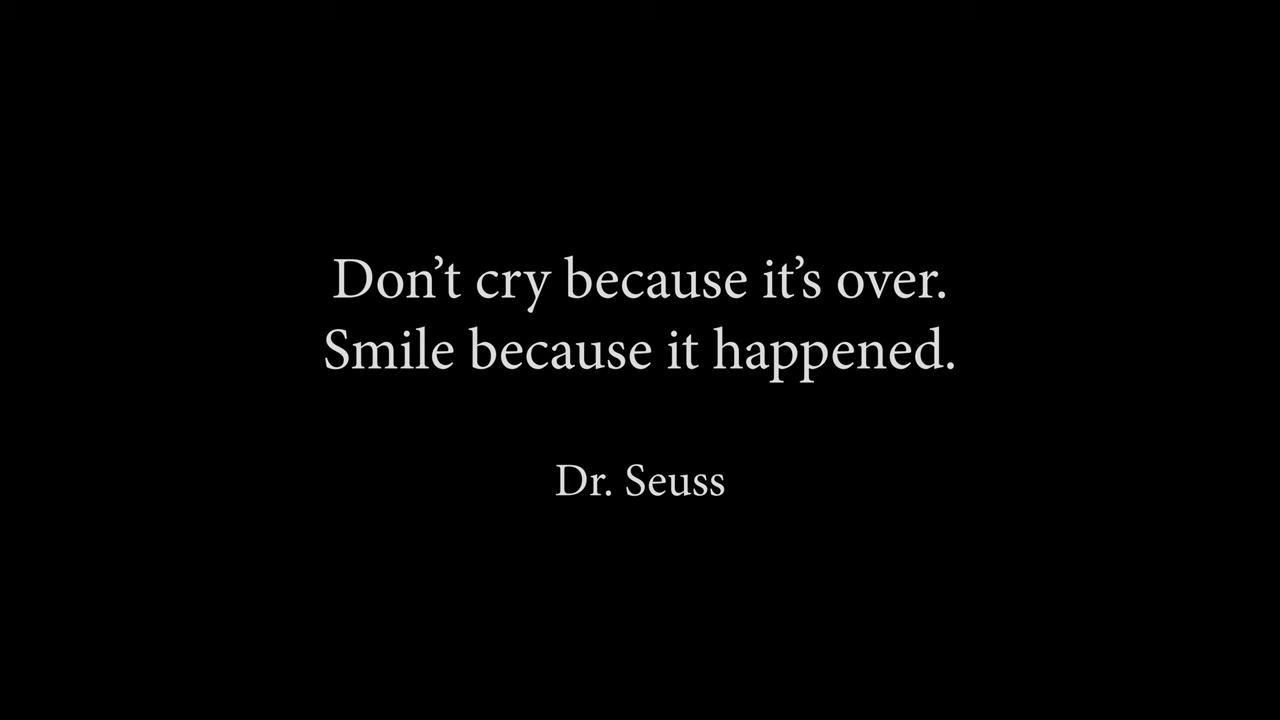 Don’t cry because it’s over.
Smile because it happened.
Dr. Seuss